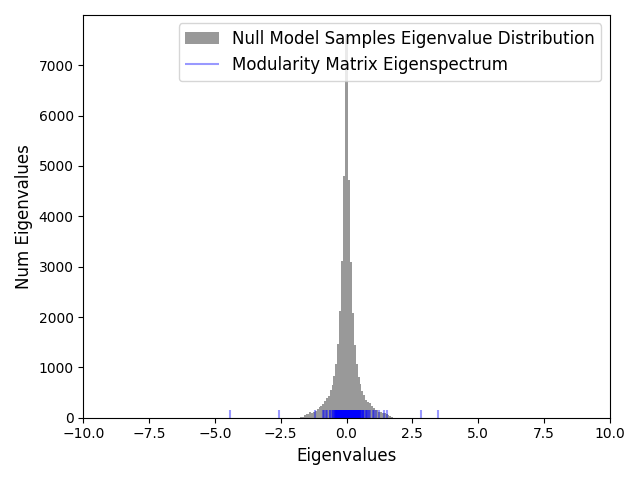 Null Model Samples Eigenvalue Distribution
Modularity Matrix Eigenspectrum
7000
6000
5000
4000
3000
2000
1000
0
Num Eigenvalues
−10.0 −7.5 −5.0 −2.5 0.0 2.5 5.0 7.5 10.0
Eigenvalues